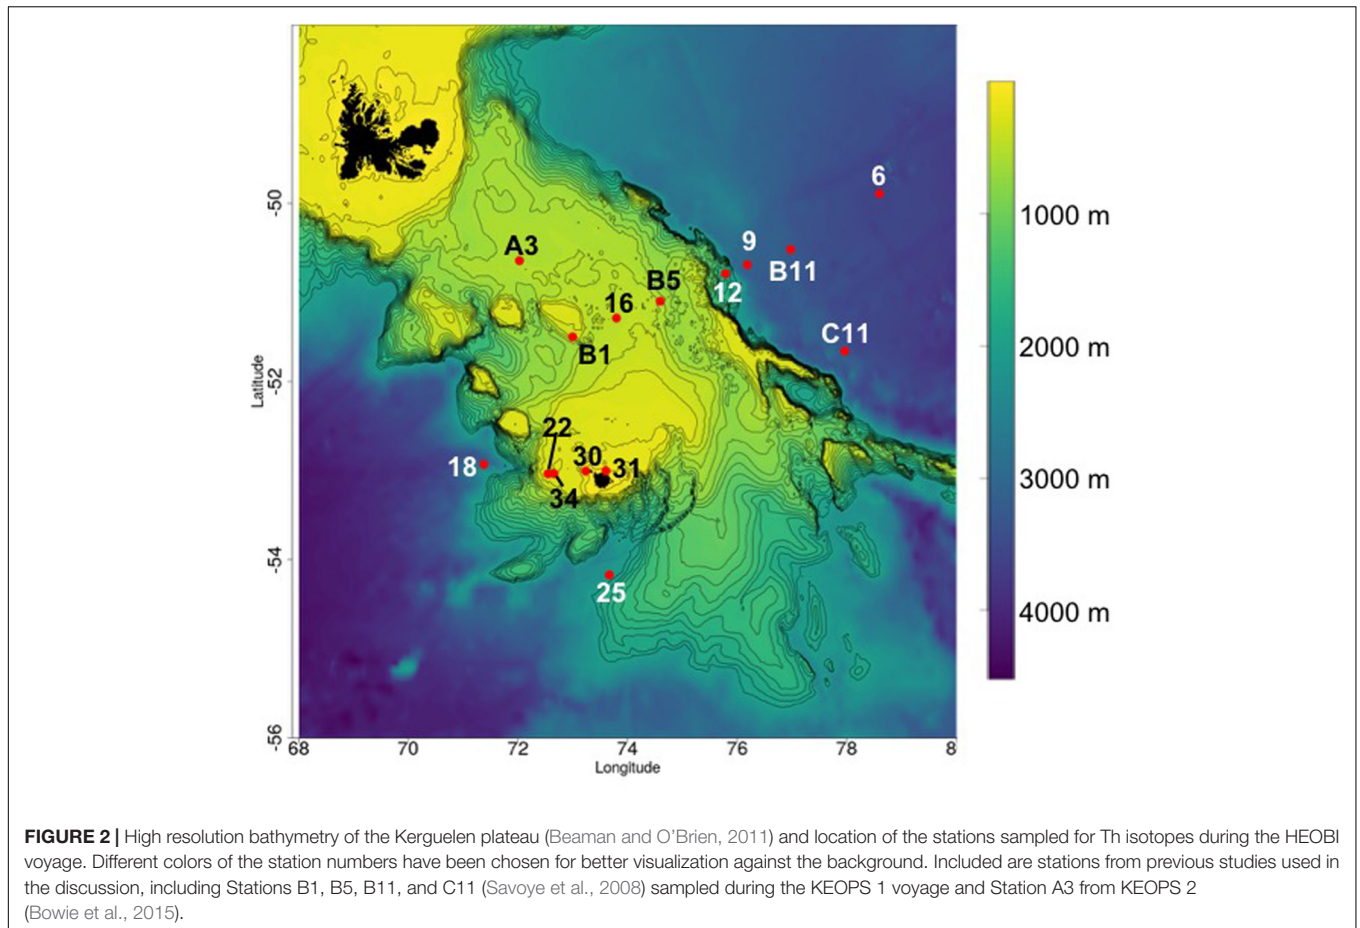 6
-50
1000 m
9
A3
B11
B5
12
16
C11
2000 m
B1
Latitude
-52
22
30
31
18
3000 m
34
-54
25
4000 m
-56
68
70
72
74
76
78
8
Longitude
FIGURE 2 | High resolution bathymetry of the Kerguelen plateau (Beaman and O'Brien, 2011) and location of the stations sampled for Th isotopes during the HEOBI
voyage. Different colors of the station numbers have been chosen for better visualization against the background. Included are stations from previous studies used in
the discussion, including Stations B1, B5, B11, and C11 (Savoye et al., 2008) sampled during the KEOPS 1 voyage and Station A3 from KEOPS 2
(Bowie et al., 2015).